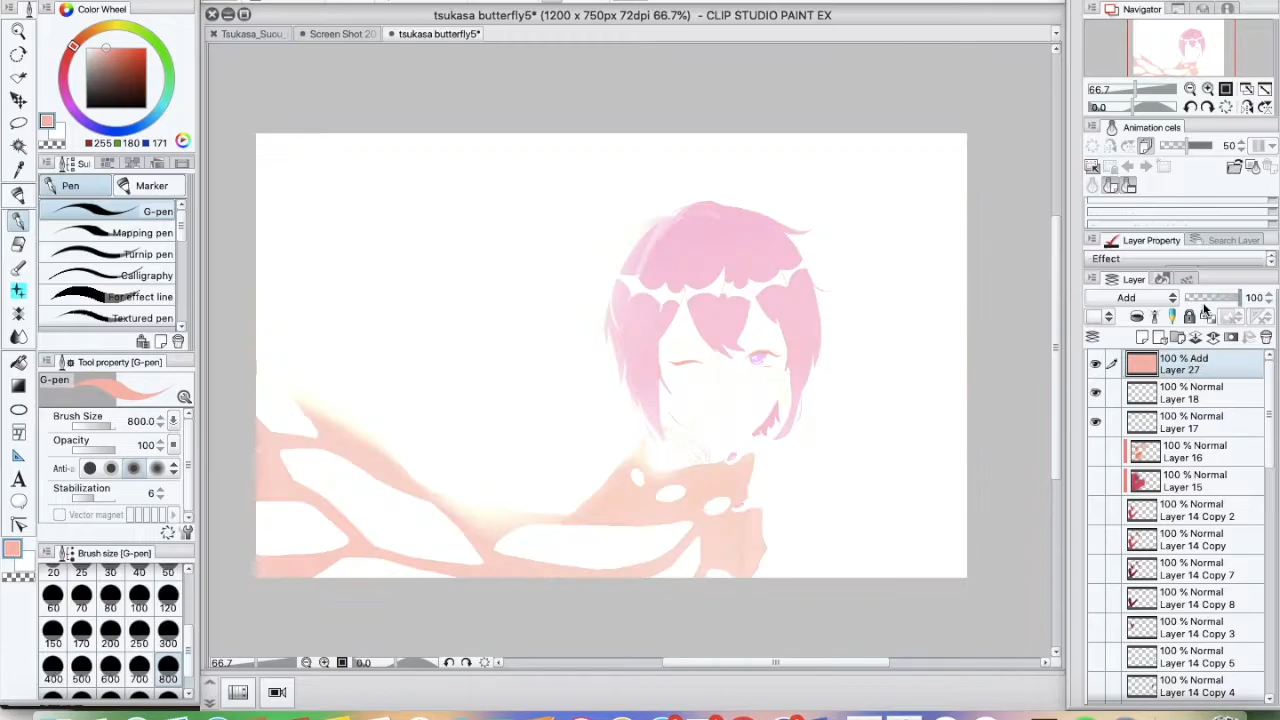 Color Wheel
tsukasa butterfly5* (1200 x 750px 72dpi 66.7%) - CLIP STUDIO PAINT EX
Navigator
Tsukasa_Suou_
Screen Shot 20
tsukasa butterfly5*
66.7
0.0
Animation cels
255 180 171
50
Sul
Pen
Marker
G-pen
Mapping pen
Turnip pen
Calligraphy
For effect line
Textured pen
Layer Property
Search Layer
Effect
Layer
Add
100
Tool property [G-pen]
G-pen
Brush Size
800.0
Opacity
100
Anti-a
Stabilization
6
Vector magnet
Brush size [G-pen]
20 25 30 40 50
60 70 80 100 120
150 170 200 250 300
400 500 600 700 800
100 % Add
Layer 27
100 % Normal
Layer 18
100 % Normal
Layer 17
100 % Normal
Layer 16
100 % Normal
Layer 15
100 % Normal
Layer 14 Copy 2
100 % Normal
Layer 14 Copy
100 % Normal
Layer 14 Copy 7
100 % Normal
Layer 14 Copy 8
100 % Normal
Layer 14 Copy 3
100 % Normal
Layer 14 Copy 5
100 % Normal
Layer 14 Copy 4
66.7
0.0